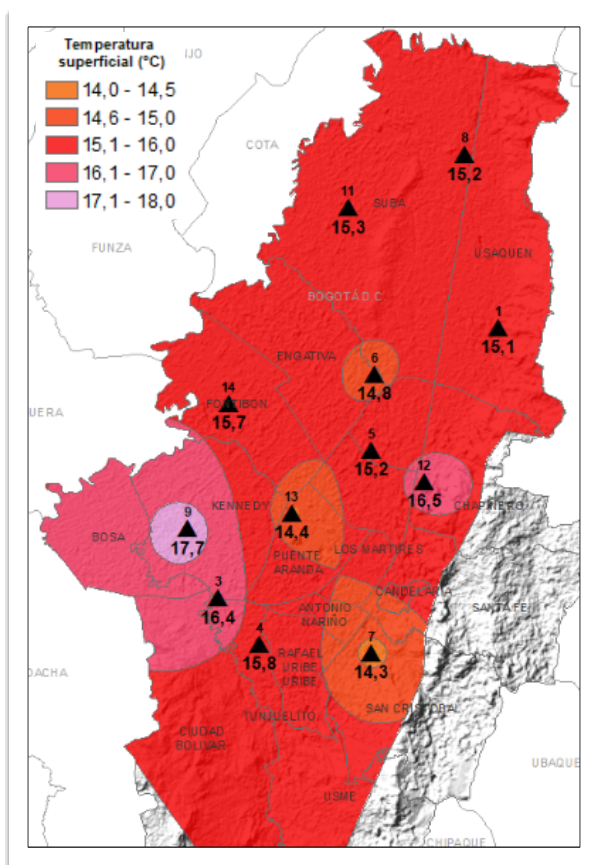 Temperatura
superficial (°C)
14,0 - 14,5
14,6 - 15,0
15,1 - 16,0
16,1 - 17,0
17,1 - 18,0
IJO
COTA
8
15,2
11
SUBA
15,3
FUNZA
USAQUEN
BOGOTÁ D.C
1
15,1
ENGATIVA
6
14,8
14
FONTIBON
15,7
UERA
5
15,2
12
16,5
CHAPINERO
9
17,7
BOSA
KENNEDY
13
14,4
PUENTE
ARANDA
LOS MARTIRES
3
16,4
CANDELARIA
SANTA FE
ANTONIO
NARIÑO
4
15,8
RAFAEL
URIBE
URIBE
7
14,3
OACHA
SAN CRISTOBAL
TUNJUELITO
CIUDAD
BOLIVAR
UBAQUE
USME
CHIPAQUE